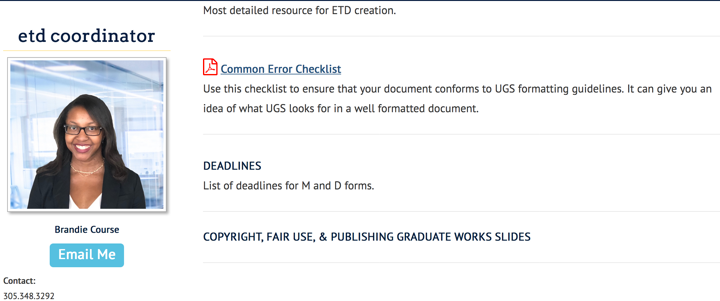 etd coordinator
Brandie Course
Email Me
Contact:
305.348.3292
Most detailed resource for ETD creation.
Common Error Checklist
Use this checklist to ensure that your document conforms to UGS formatting guidelines. It can give you an
idea of what UGS looks for in a well formatted document.
DEADLINES
List of deadlines for M and D forms.
COPYRIGHT, FAIR USE, & PUBLISHING GRADUATE WORKS SLIDES